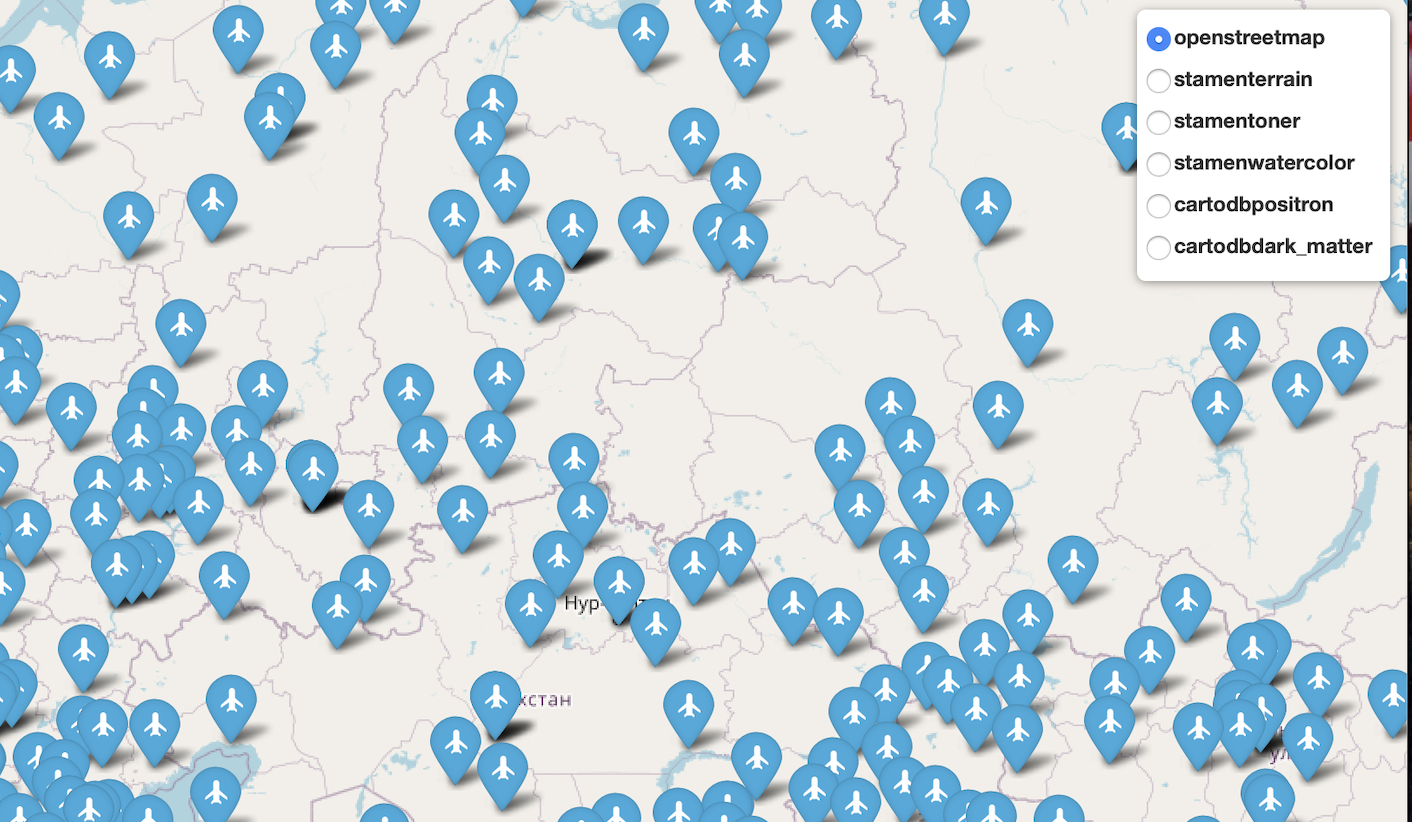 openstreetmap
stamenterrain
stamentoner
stamenwatercolor
cartodbpositron
cartodbdark_matter
Нур-
хстан